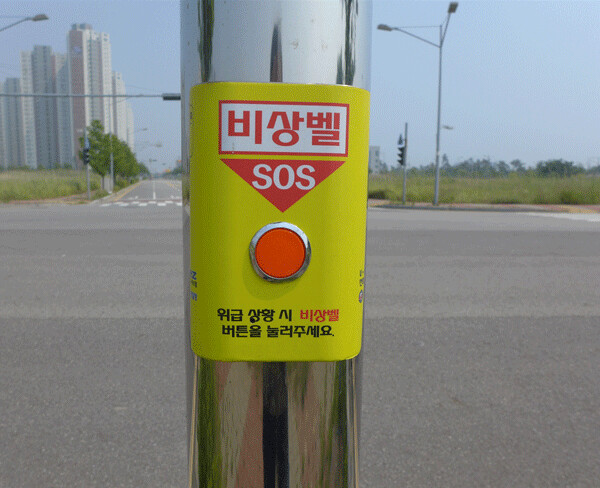 비상벨
SOS
위급 상황 시 비상벨
버튼을 눌러주세요.